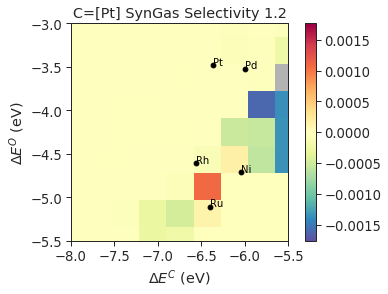 C=[Pt] SynGas Selectivity 1.2
−3.0
−3.5
−4.0
−4.5
−5.0
−5.5
ΔE^O (eV)
Pt
Pd
Rh
Ni
Ru
−8.0 −7.5 −7.0 −6.5 −6.0 −5.5
ΔE^C (eV)
0.0015
0.0010
0.0005
0.0000
−0.0005
−0.0010
−0.0015